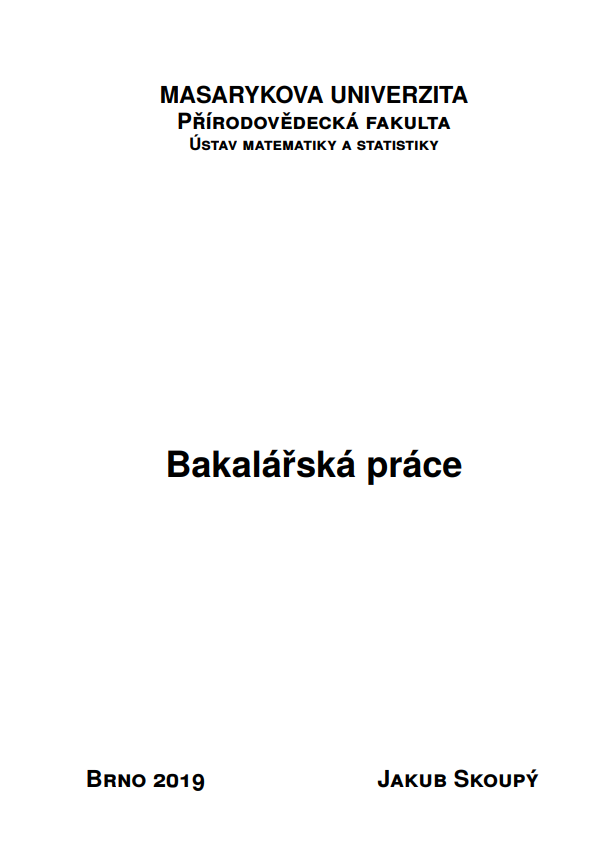 MASARYKOVA UNIVERZITA
Přírodovědecká fakulta
Ústav matematiky a statistiky
Bakalářská práce
Brno 2019
Jakub Skoupý